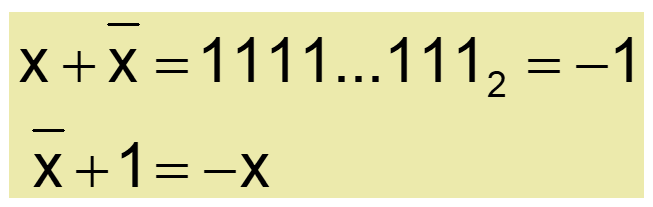 x + x̅ = 1111...111₂ = −1
x̅ + 1 = −x